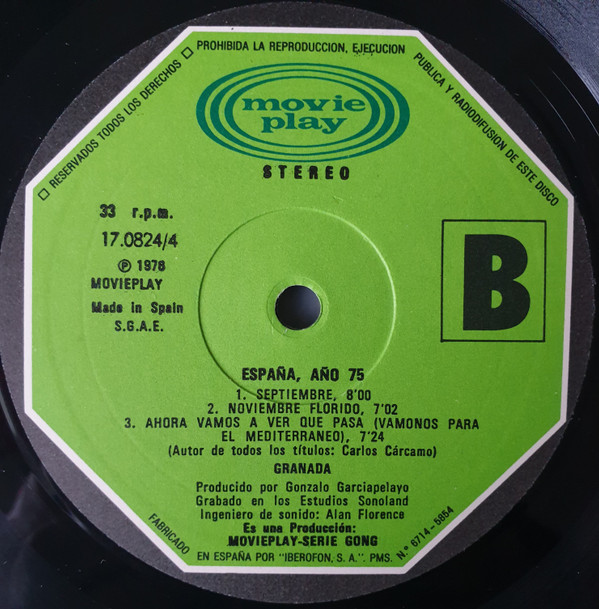 □ RESERVADOS TODOS LOS DERECHOS □ PROHIBIDA LA REPRODUCCION, EJECUCION PUBLICA Y RADIODIFUSION DE ESTE DISCO
movie
play
STEREO
33 r.p.m.
17.0824/4
Ⓟ 1978
MOVIEPLAY
Made in Spain
S.G.A.E.
B
ESPAÑA, AÑO 75
1. SEPTIEMBRE, 8'00
2. NOVIEMBRE FLORIDO, 7'02
3. AHORA VAMOS A VER QUE PASA (VAMONOS PARA
EL MEDITERRANEO), 7'24
(Autor de todos los títulos: Carlos Cárcamo)
GRANADA
Producido por Gonzalo Garciapelayo
Grabado en los Estudios Sonoland
Ingeniero de sonido: Alan Florence
Es una Producción:
MOVIEPLAY-SERIE GONG
FABRICADO EN ESPAÑA POR "IBEROFON, S. A.". PMS. N.º 6714-5854